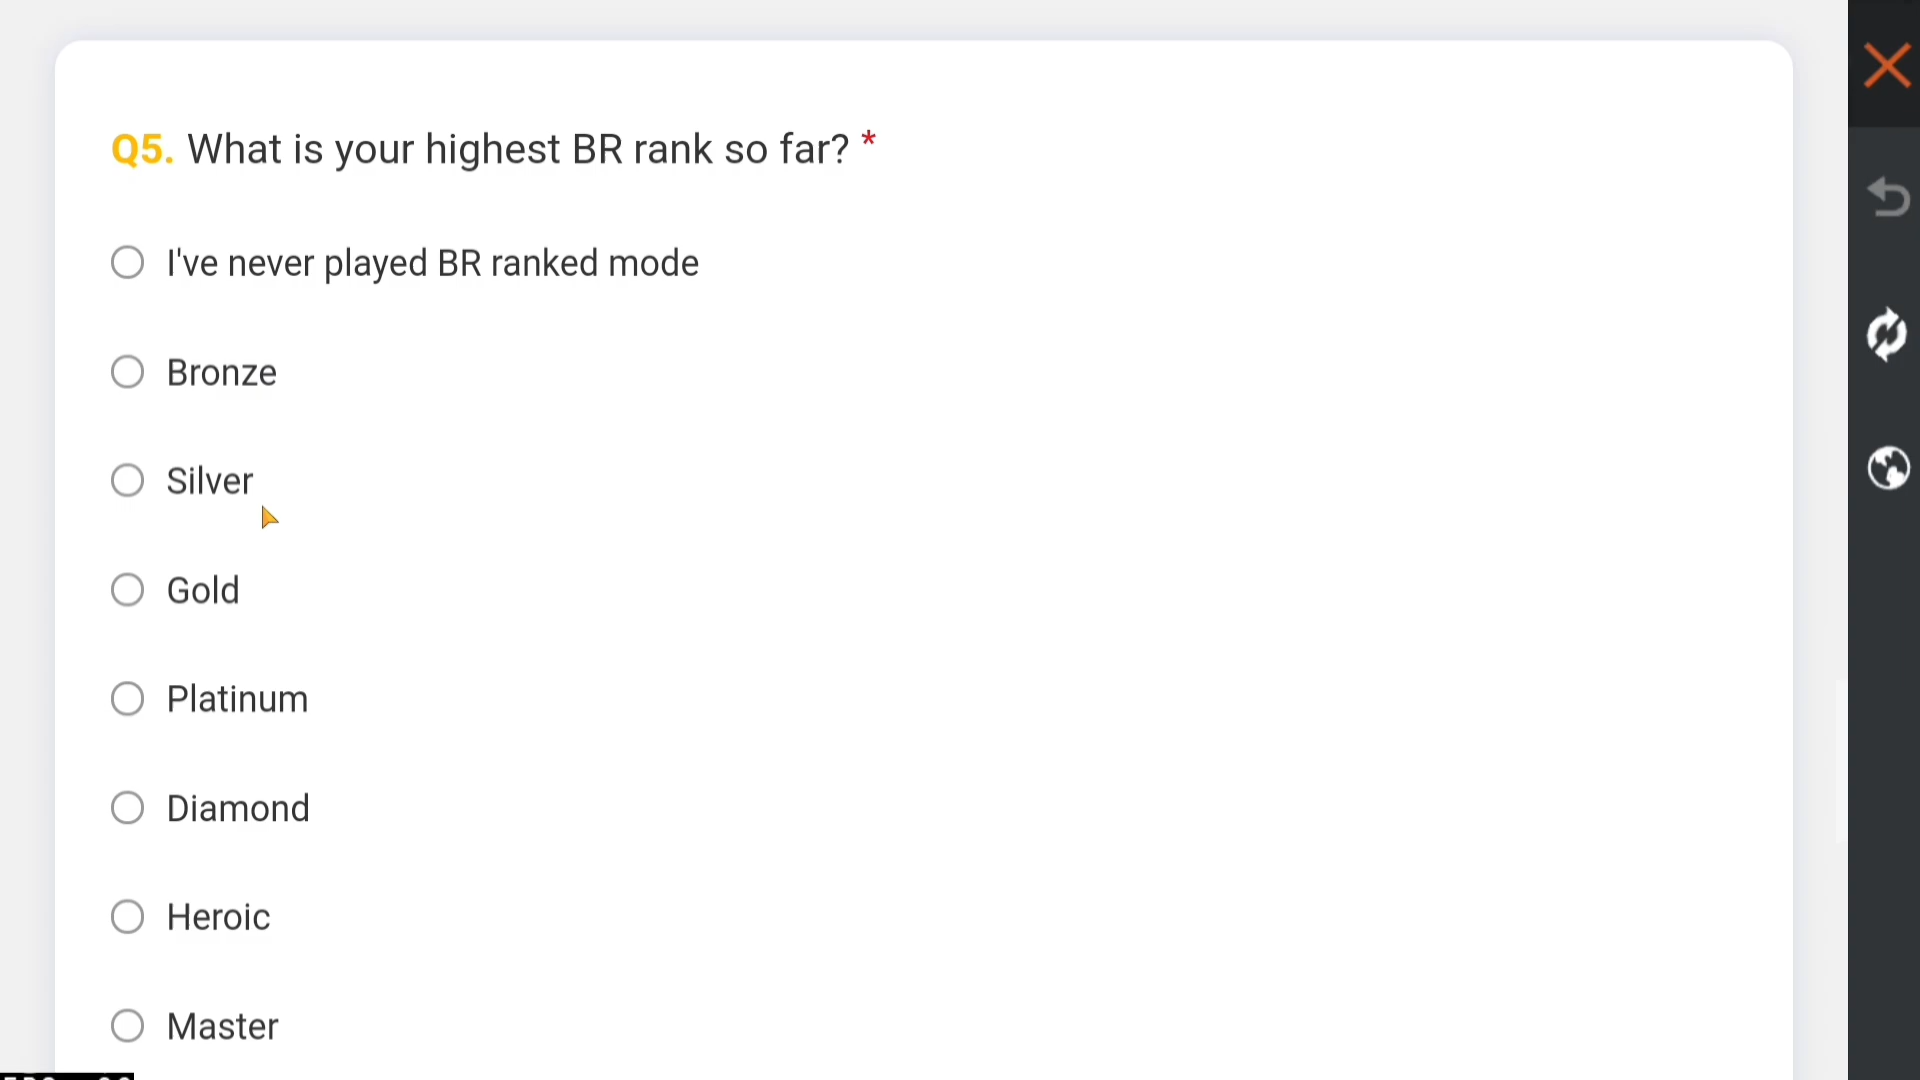 Q5. What is your highest BR rank so far? *
I've never played BR ranked mode
Bronze
Silver
Gold
Platinum
Diamond
Heroic
Master